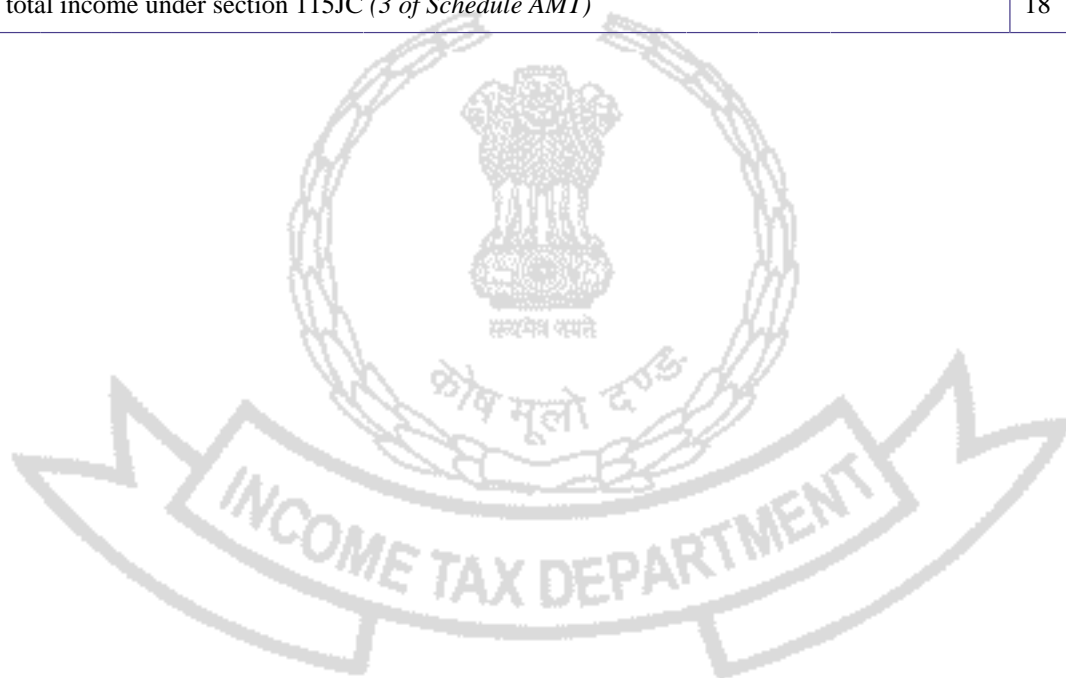 total income under section 115JC (3 of Schedule AMT) 18
सत्यमेव जयते
कोष मूलो दण्ड:
INCOME TAX DEPARTMENT